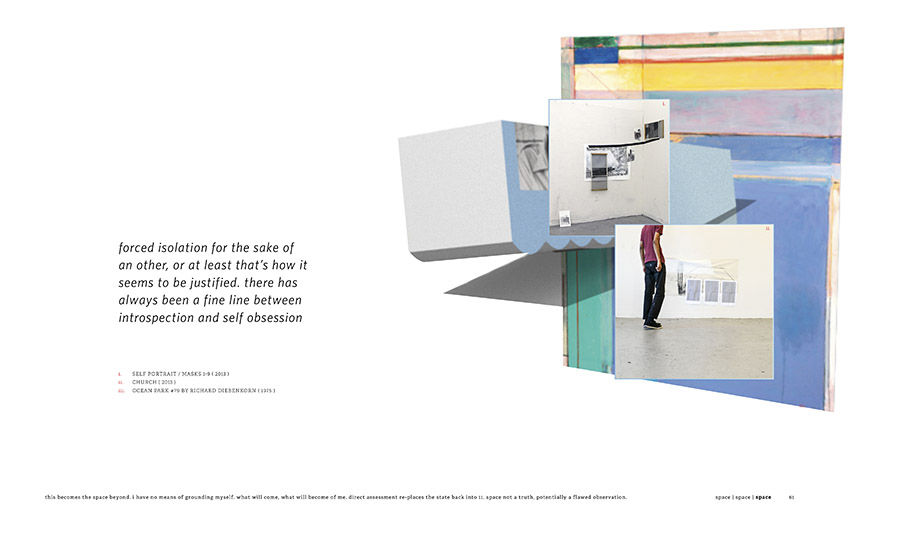 I.
II.
forced isolation for the sake of
an other, or at least that's how it
seems to be justified. there has
always been a fine line between
introspection and self obsession
I. SELF PORTRAIT / MASKS 1-9 ( 2013 )
II. CHURCH ( 2013 )
III. OCEAN PARK #79 BY RICHARD DIEBENKORN ( 1975 )
this becomes the space beyond. i have no means of grounding myself. what will come, what will become of me. direct assessment re-places the state back into it. space not a truth, potentially a flawed observation.
space | space | space 61